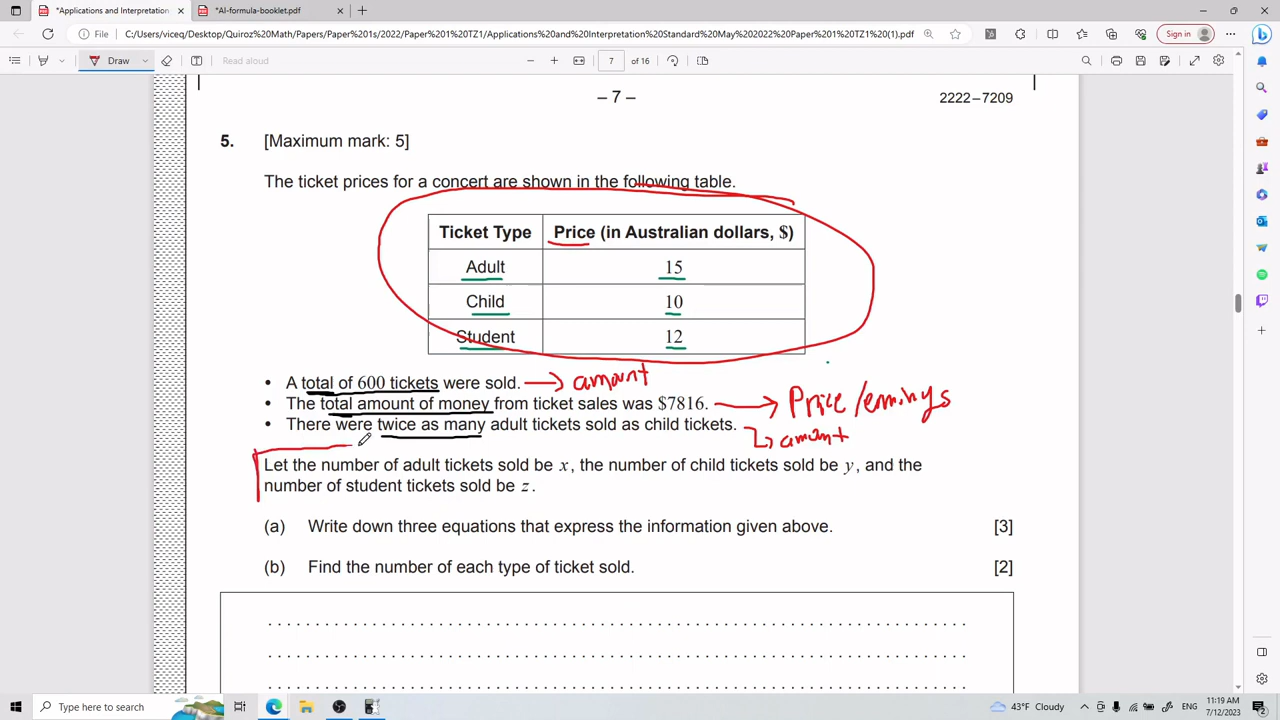 *Applications and Interpretation
*AI-formula-booklet.pdf
File
C:/Users/viceq/Desktop/Quiroz%20Math/Papers/Paper%201s/2022/Paper%201%20TZ1/Applications%20and%20Interpretation%20Standard%20May%202022%20Paper%201%20TZ1%20(1).pdf
Sign in
Draw
Read aloud
7 of 16
– 7 –
2222 – 7209
5. [Maximum mark: 5]
The ticket prices for a concert are shown in the following table.
Ticket Type Price (in Australian dollars, $)
Adult 15
Child 10
Student 12
• A total of 600 tickets were sold. → amount
• The total amount of money from ticket sales was $7816. → Price/earnings
• There were twice as many adult tickets sold as child tickets. → amount
Let the number of adult tickets sold be x, the number of child tickets sold be y, and the
number of student tickets sold be z.
(a) Write down three equations that express the information given above. [3]
(b) Find the number of each type of ticket sold. [2]
Type here to search
43°F Cloudy
ENG
11:19 AM
7/12/2023